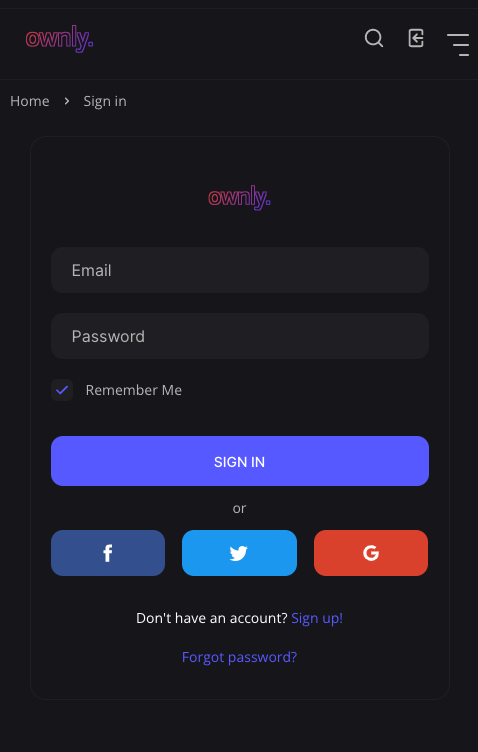 ownly.
Home > Sign in
ownly.
Email
Password
Remember Me
SIGN IN
or
f G
Don't have an account? Sign up!
Forgot password?